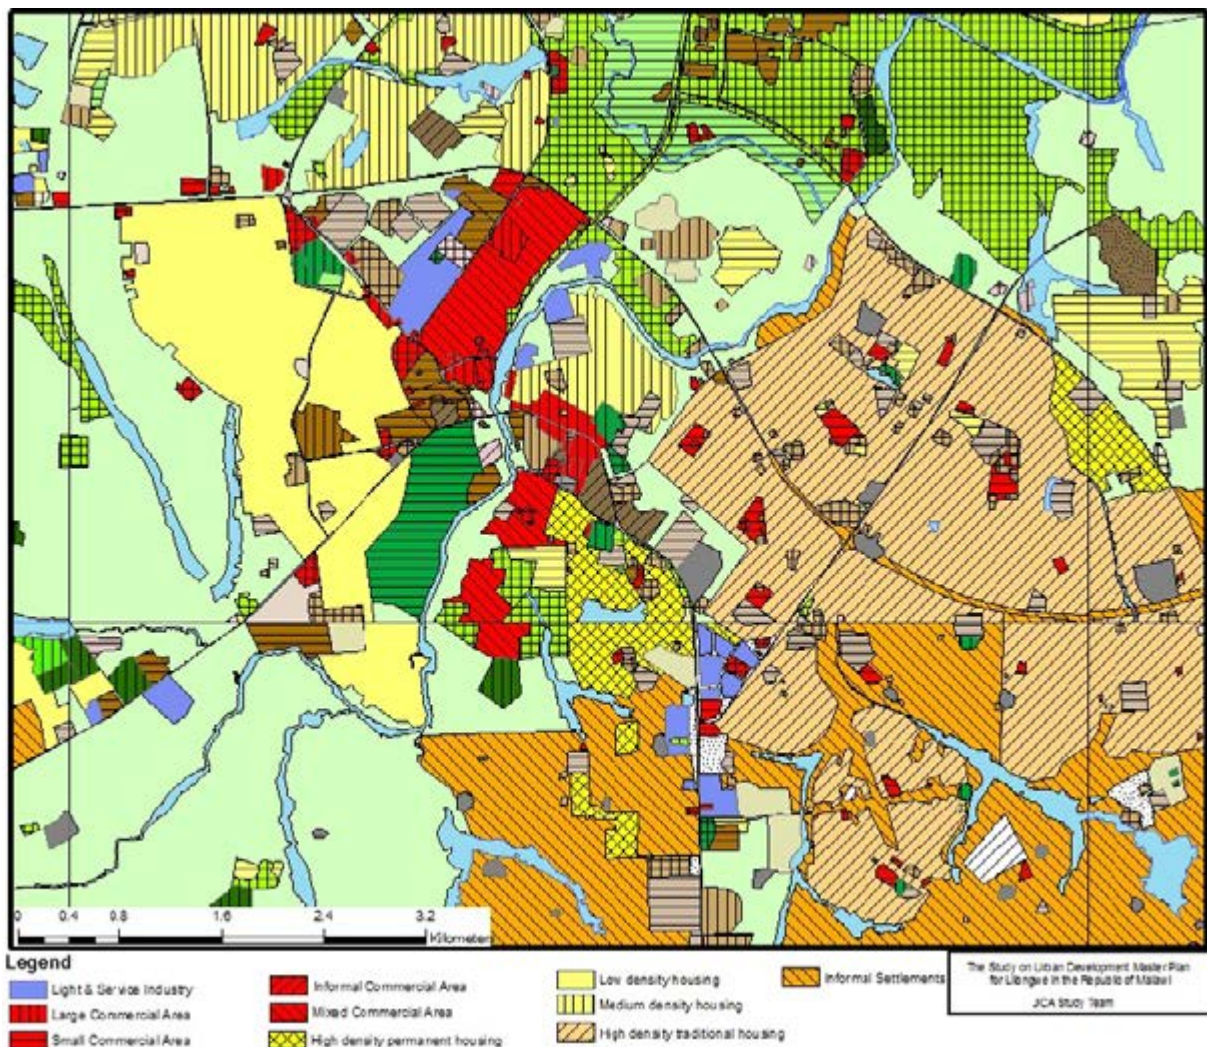 0 0.4 0.8 1.6 2.4 3.2
Kilometer
Legend
Light & Service Industry
Large Commercial Area
Small Commercial Area
Informal Commercial Area
Mixed Commercial Area
High density permanent housing
Low density housing
Medium density housing
High density traditional housing
Informal Settlements
The Study on Urban Development Master Plan
for Lilongwe in the Republic of Malawi
JICA Study Team